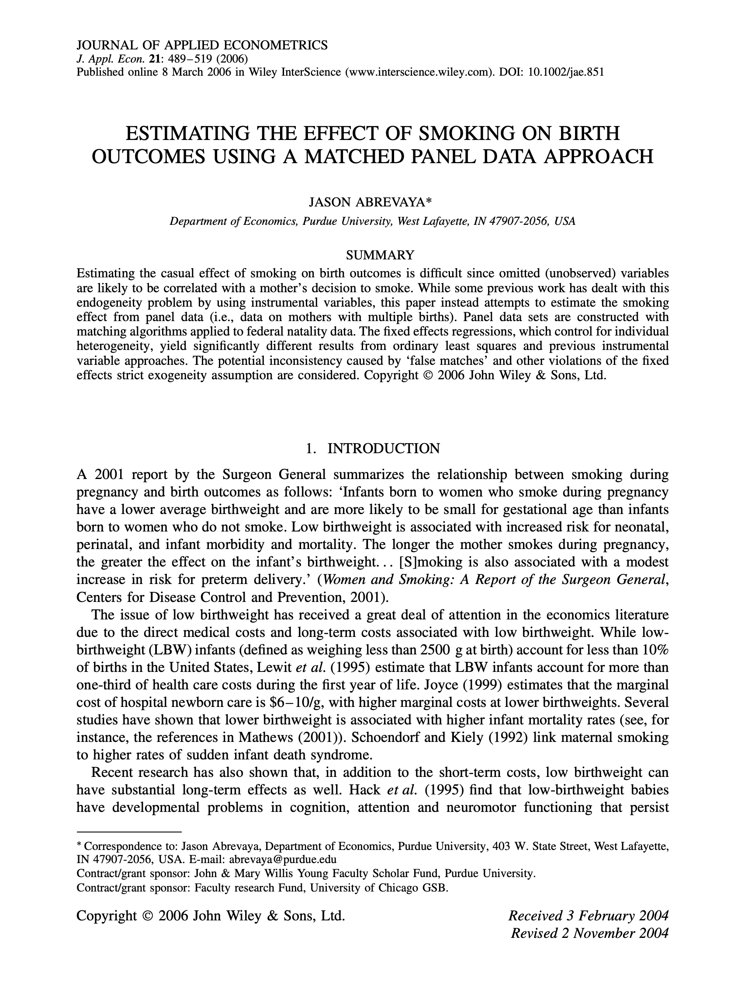 JOURNAL OF APPLIED ECONOMETRICS
J. Appl. Econ. 21: 489–519 (2006)
Published online 8 March 2006 in Wiley InterScience (www.interscience.wiley.com). DOI: 10.1002/jae.851
ESTIMATING THE EFFECT OF SMOKING ON BIRTH
OUTCOMES USING A MATCHED PANEL DATA APPROACH
JASON ABREVAYA*
Department of Economics, Purdue University, West Lafayette, IN 47907-2056, USA
SUMMARY
Estimating the casual effect of smoking on birth outcomes is difficult since omitted (unobserved) variables
are likely to be correlated with a mother's decision to smoke. While some previous work has dealt with this
endogeneity problem by using instrumental variables, this paper instead attempts to estimate the smoking
effect from panel data (i.e., data on mothers with multiple births). Panel data sets are constructed with
matching algorithms applied to federal natality data. The fixed effects regressions, which control for individual
heterogeneity, yield significantly different results from ordinary least squares and previous instrumental
variable approaches. The potential inconsistency caused by ‘false matches’ and other violations of the fixed
effects strict exogeneity assumption are considered. Copyright © 2006 John Wiley & Sons, Ltd.
1. INTRODUCTION
A 2001 report by the Surgeon General summarizes the relationship between smoking during
pregnancy and birth outcomes as follows: ‘Infants born to women who smoke during pregnancy
have a lower average birthweight and are more likely to be small for gestational age than infants
born to women who do not smoke. Low birthweight is associated with increased risk for neonatal,
perinatal, and infant morbidity and mortality. The longer the mother smokes during pregnancy,
the greater the effect on the infant's birthweight... [S]moking is also associated with a modest
increase in risk for preterm delivery.’ (Women and Smoking: A Report of the Surgeon General,
Centers for Disease Control and Prevention, 2001).
The issue of low birthweight has received a great deal of attention in the economics literature
due to the direct medical costs and long-term costs associated with low birthweight. While low-
birthweight (LBW) infants (defined as weighing less than 2500 g at birth) account for less than 10%
of births in the United States, Lewit et al. (1995) estimate that LBW infants account for more than
one-third of health care costs during the first year of life. Joyce (1999) estimates that the marginal
cost of hospital newborn care is $6–10/g, with higher marginal costs at lower birthweights. Several
studies have shown that lower birthweight is associated with higher infant mortality rates (see, for
instance, the references in Mathews (2001)). Schoendorf and Kiely (1992) link maternal smoking
to higher rates of sudden infant death syndrome.
Recent research has also shown that, in addition to the short-term costs, low birthweight can
have substantial long-term effects as well. Hack et al. (1995) find that low-birthweight babies
have developmental problems in cognition, attention and neuromotor functioning that persist
* Correspondence to: Jason Abrevaya, Department of Economics, Purdue University, 403 W. State Street, West Lafayette,
IN 47907-2056, USA. E-mail: abrevaya@purdue.edu
Contract/grant sponsor: John & Mary Willis Young Faculty Scholar Fund, Purdue University.
Contract/grant sponsor: Faculty research Fund, University of Chicago GSB.
Copyright © 2006 John Wiley & Sons, Ltd.
Received 3 February 2004
Revised 2 November 2004